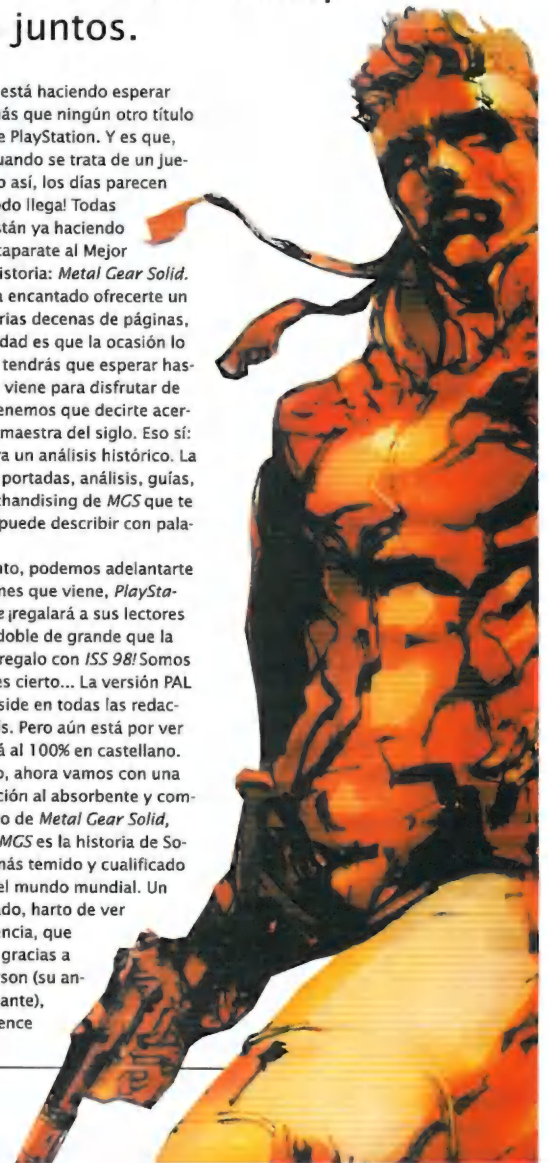 juntos.
está haciendo esperar
ás que ningún otro título
e PlayStation. Y es que,
uando se trata de un jue-
o así, los días parecen
odo llega! Todas
stán ya haciendo
caparate al Mejor
istoria: Metal Gear Solid.
a encantado ofrecerte un
rias decenas de páginas,
dad es que la ocasión lo
tendrás que esperar has-
viene para disfrutar de
enemos que decirte acer-
maestra del siglo. Eso sí:
ra un análisis histórico. La
portadas, análisis, guías,
chandising de MGS que te
puede describir con pala-
nto, podemos adelantarte
nes que viene, PlaySta-
e ¡regalará a sus lectores
doble de grande que la
regalo con ISS 98! Somos
es cierto... La versión PAL
side en todas las redac-
s. Pero aún está por ver
á al 100% en castellano.
o, ahora vamos con una
ción al absorbente y com-
o de Metal Gear Solid,
MGS es la historia de So-
más temido y cualificado
el mundo mundial. Un
ado, harto de ver
encia, que
gracias a
son (su an-
ante),
ence